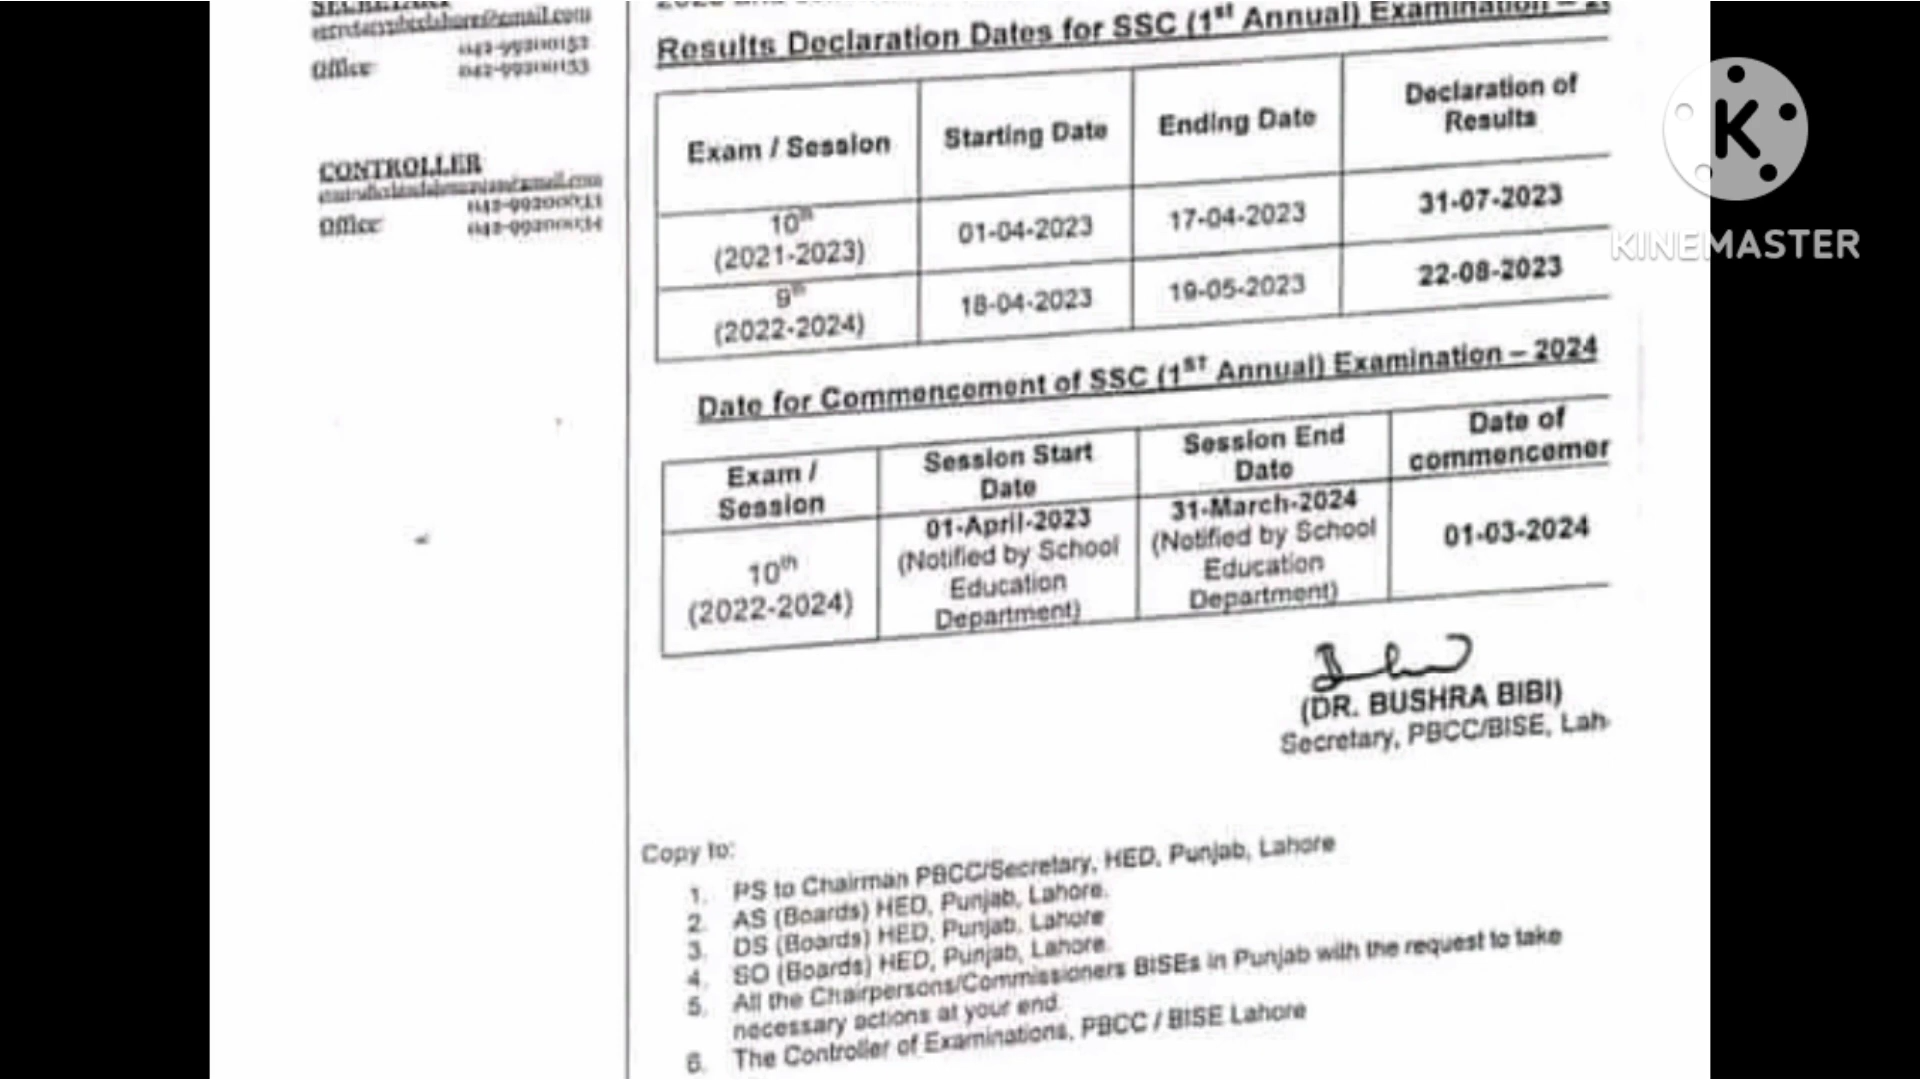 SECRETARY
Office 042-99200153
CONTROLLER
Office
Results Declaration Dates for SSC (1st Annual) Examination –
Exam / Session Starting Date Ending Date Declaration of Results
10th (2021-2023) 01-04-2023 17-04-2023 31-07-2023
9th (2022-2024) 18-04-2023 19-05-2023 22-08-2023
Date for Commencement of SSC (1ST Annual) Examination – 2024
Exam / Session Session Start Date Session End Date Date of commencemen
10th (2022-2024) 01-April-2023 (Notified by School Education Department) 31-March-2024 (Notified by School Education Department) 01-03-2024
(DR. BUSHRA BIBI)
Secretary, PBCC/BISE, Lah
Copy to:
1. PS to Chairman PBCC/Secretary, HED, Punjab, Lahore
2. AS (Boards) HED, Punjab, Lahore.
3. DS (Boards) HED, Punjab, Lahore
4. SO (Boards) HED, Punjab, Lahore.
5. All the Chairpersons/Commissioners BISEs in Punjab with the request to take
necessary actions at your end.
6. The Controller of Examinations, PBCC / BISE Lahore
K
KINEMASTER